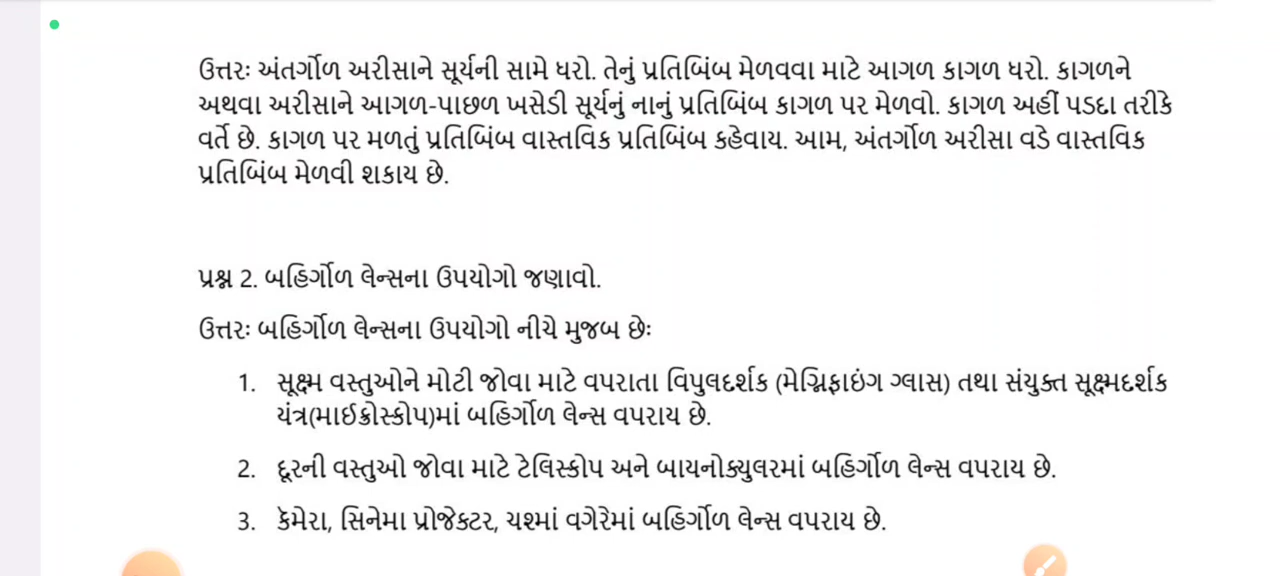 ઉત્તરઃ અંતર્ગોળ અરીસાને સૂર્યની સામે ધરો. તેનું પ્રતિબિંબ મેળવવા માટે આગળ કાગળ ધરો. કાગળને
અથવા અરીસાને આગળ-પાછળ ખસેડી સૂર્યનું નાનું પ્રતિબિંબ કાગળ પર મેળવો. કાગળ અહીં પડદા તરીકે
વર્તે છે. કાગળ પર મળતું પ્રતિબિંબ વાસ્તવિક પ્રતિબિંબ કહેવાય. આમ, અંતર્ગોળ અરીસા વડે વાસ્તવિક
પ્રતિબિંબ મેળવી શકાય છે.
પ્રશ્ન 2. બહિર્ગોળ લેન્સના ઉપયોગો જણાવો.
ઉત્તરઃ બહિર્ગોળ લેન્સના ઉપયોગો નીચે મુજબ છેઃ
1. સૂક્ષ્મ વસ્તુઓને મોટી જોવા માટે વપરાતા વિપુલદર્શક (મેગ્નિફાઇંગ ગ્લાસ) તથા સંયુક્ત સૂક્ષ્મદર્શક
યંત્ર(માઈક્રોસ્કોપ)માં બહિર્ગોળ લેન્સ વપરાય છે.
2. દૂરની વસ્તુઓ જોવા માટે ટેલિસ્કોપ અને બાયનોક્યુલરમાં બહિર્ગોળ લેન્સ વપરાય છે.
3. કૅમેરા, સિનેમા પ્રોજેક્ટર, ચશ્માં વગેરેમાં બહિર્ગોળ લેન્સ વપરાય છે.